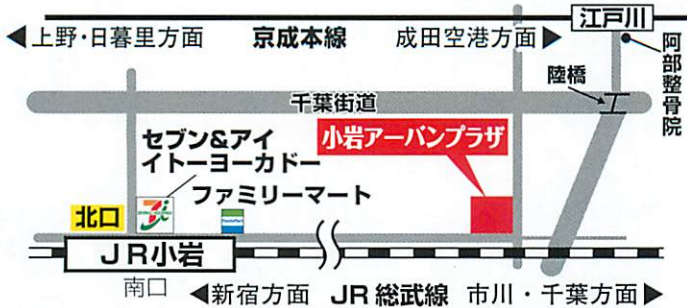 江戸川
◀上野・日暮里方面 京成本線 成田空港方面▶
阿部整骨院
陸橋
千葉街道
セブン&アイ
イトーヨーカドー
小岩アーバンプラザ
ファミリーマート
北口
FamilyMart
JR小岩
南口
◀新宿方面 JR総武線 市川・千葉方面▶